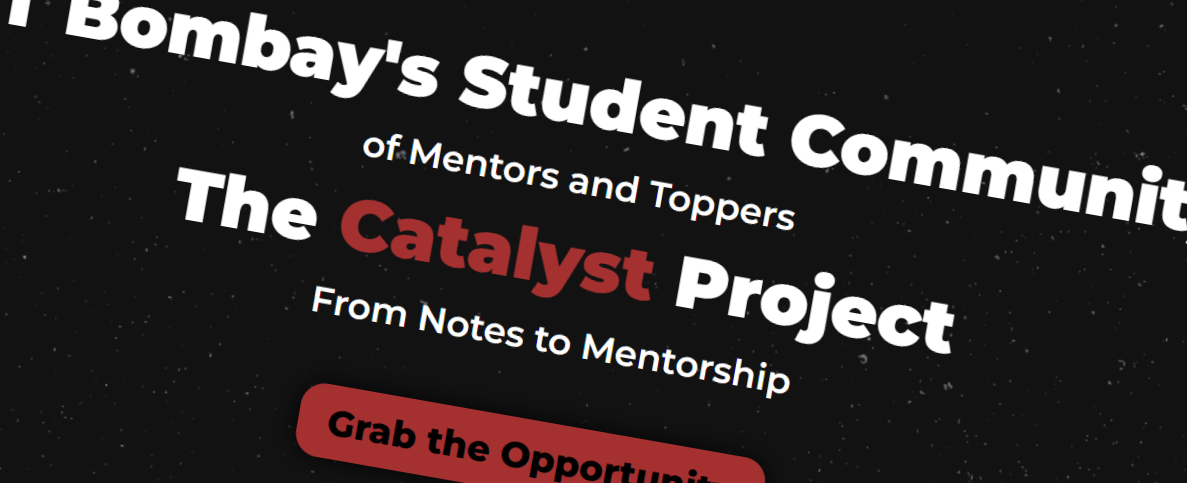 Bombay's Student Communit
of Mentors and Toppers
The Catalyst Project
From Notes to Mentorship
Grab the Opportunit